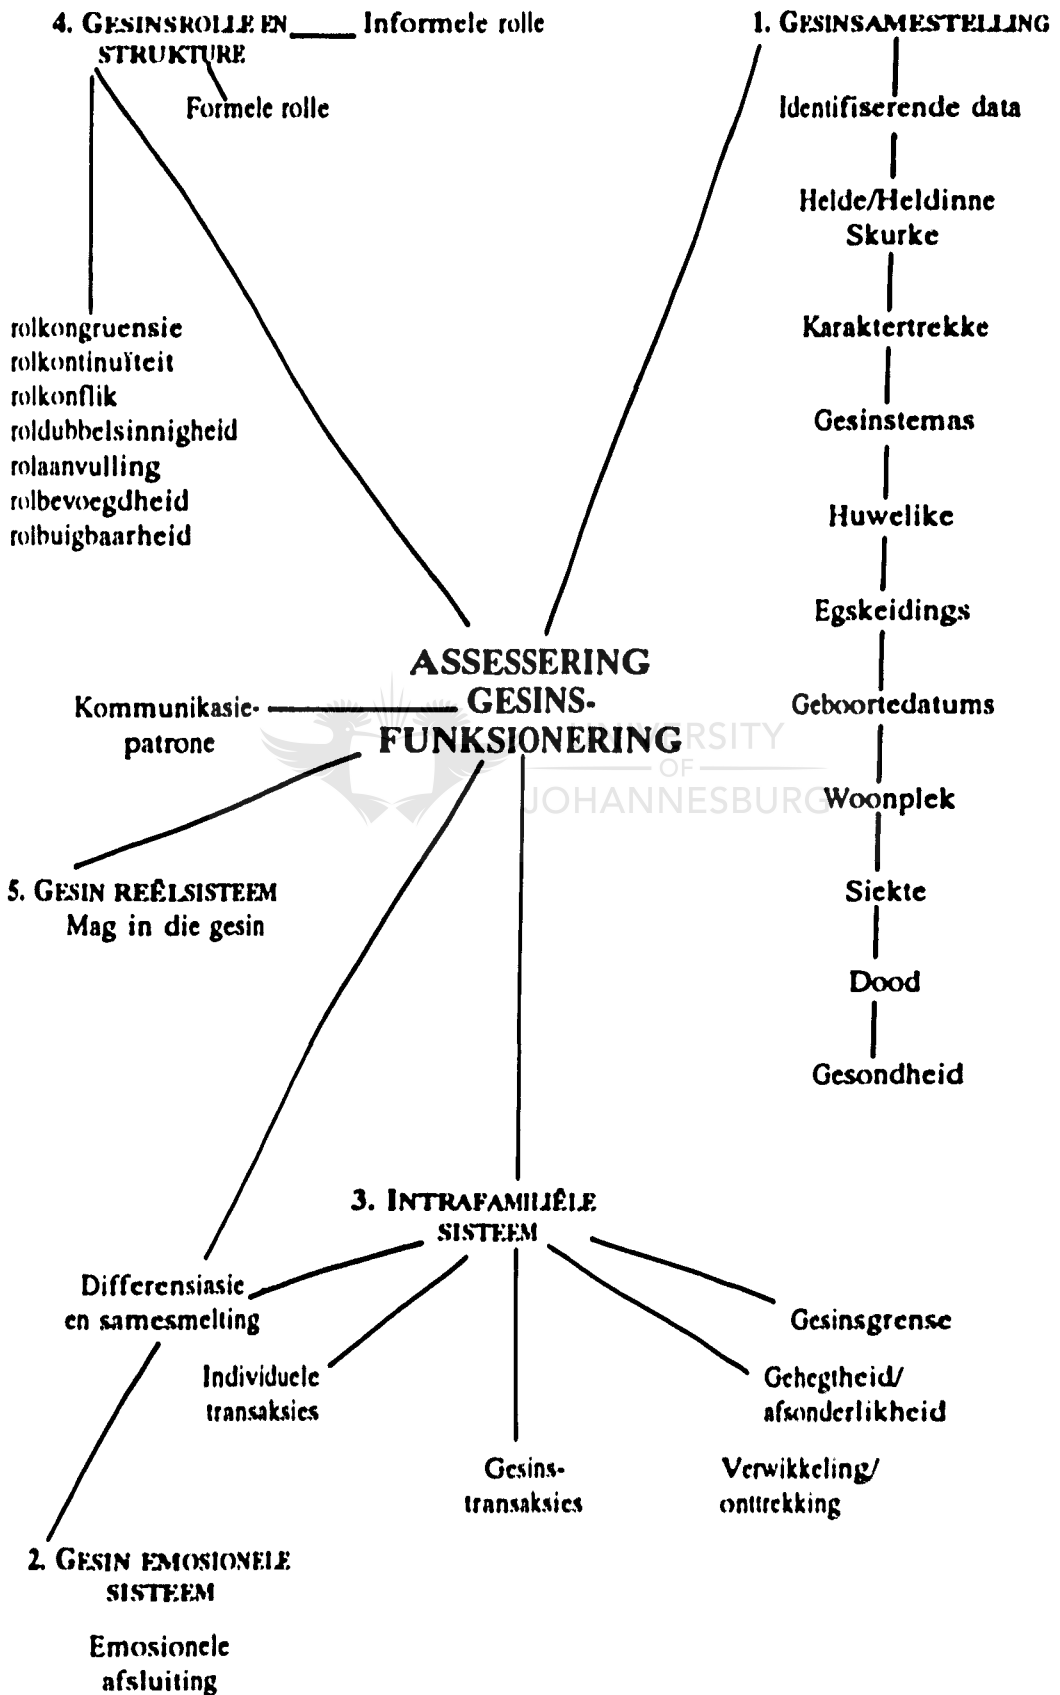 4. GESINSROLLE EN
STRUKTURE
Informele rolle
Formele rolle
rolkongruensie
rolkontinuïteit
rolkonflik
roldubbelsinnigheid
rolaanvulling
rolbevoegdheid
rolbuigbaarheid
1. GESINSAMESTELLING
Identifiserende data
Helde/Heldinne
Skurke
Karaktertrekke
Gesinstemas
Huwelike
Egskeidings
Geboortedatums
Woonplek
Siekte
Dood
Gesondheid
ASSESSERING
GESINS-
FUNKSIONERING
UNIVERSITY
OF
JOHANNESBURG
Kommunikasie-
patrone
5. GESIN REËLSISTEEM
Mag in die gesin
3. INTRAFAMILIÊLE
SISTEEM
Differensiasie
en samesmelting
Individuele
transaksies
Gesins-
transaksies
Gesinsgrense
Gehegtheid/
afsonderlikheid
Verwikkeling/
onttrekking
2. GESIN EMOSIONELE
SISTEEM
Emosionele
afsluiting